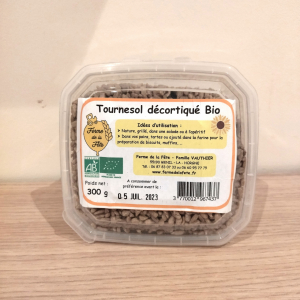 Tournesol décortiqué Bio
Ferme de la Fête
Idées d'utilisation :
> Nature, grillé, dans une salade ou à l'apéritif
> Dans vos pains, tartes ou ajouté dans la farine pour la
préparation de biscuits, muffins...
Ferme de la Fête - Famille VAUTHIER
www.fermedelafete.fr
AB
Poids net :
300 g
A consommer de
préférence avant le :
05 JUIL. 2023